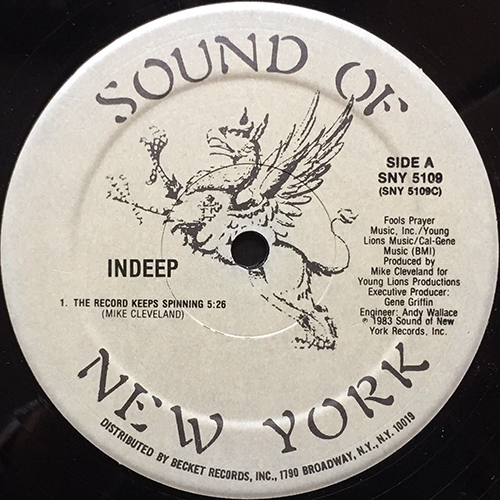 SOUND OF
SIDE A
SNY 5109
(SNY 5109C)
INDEEP
1. THE RECORD KEEPS SPINNING 5:26
(MIKE CLEVELAND)
Fools Prayer
Music, Inc./Young
Lions Music/Cal-Gene
Music (BMI)
Produced by
Mike Cleveland for
Young Lions Productions
Executive Producer:
Gene Griffin
Engineer: Andy Wallace
℗ 1983 Sound of New
York Records, Inc.
NEW YORK
DISTRIBUTED BY BECKET RECORDS, INC., 1790 BROADWAY, N.Y., N.Y. 10019